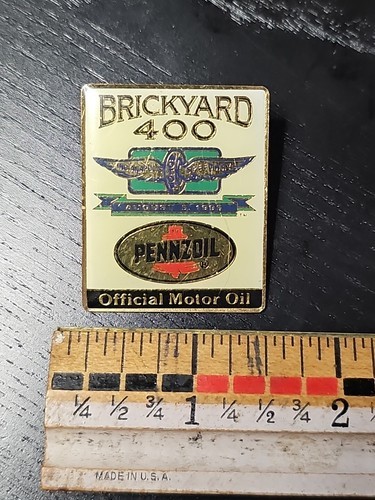 BRICKYARD
400
PENNZOIL
®
Official Motor Oil
¼ ½ ¾ 1 ¼ ½ ¾ 2
MADE IN U.S.A.